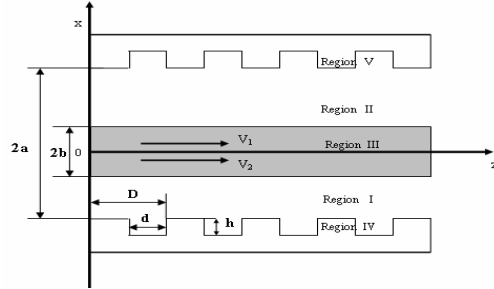 x
Region V
2a
Region II
2b
0
V1
Region III
z
V2
D
Region I
d
h
Region IV